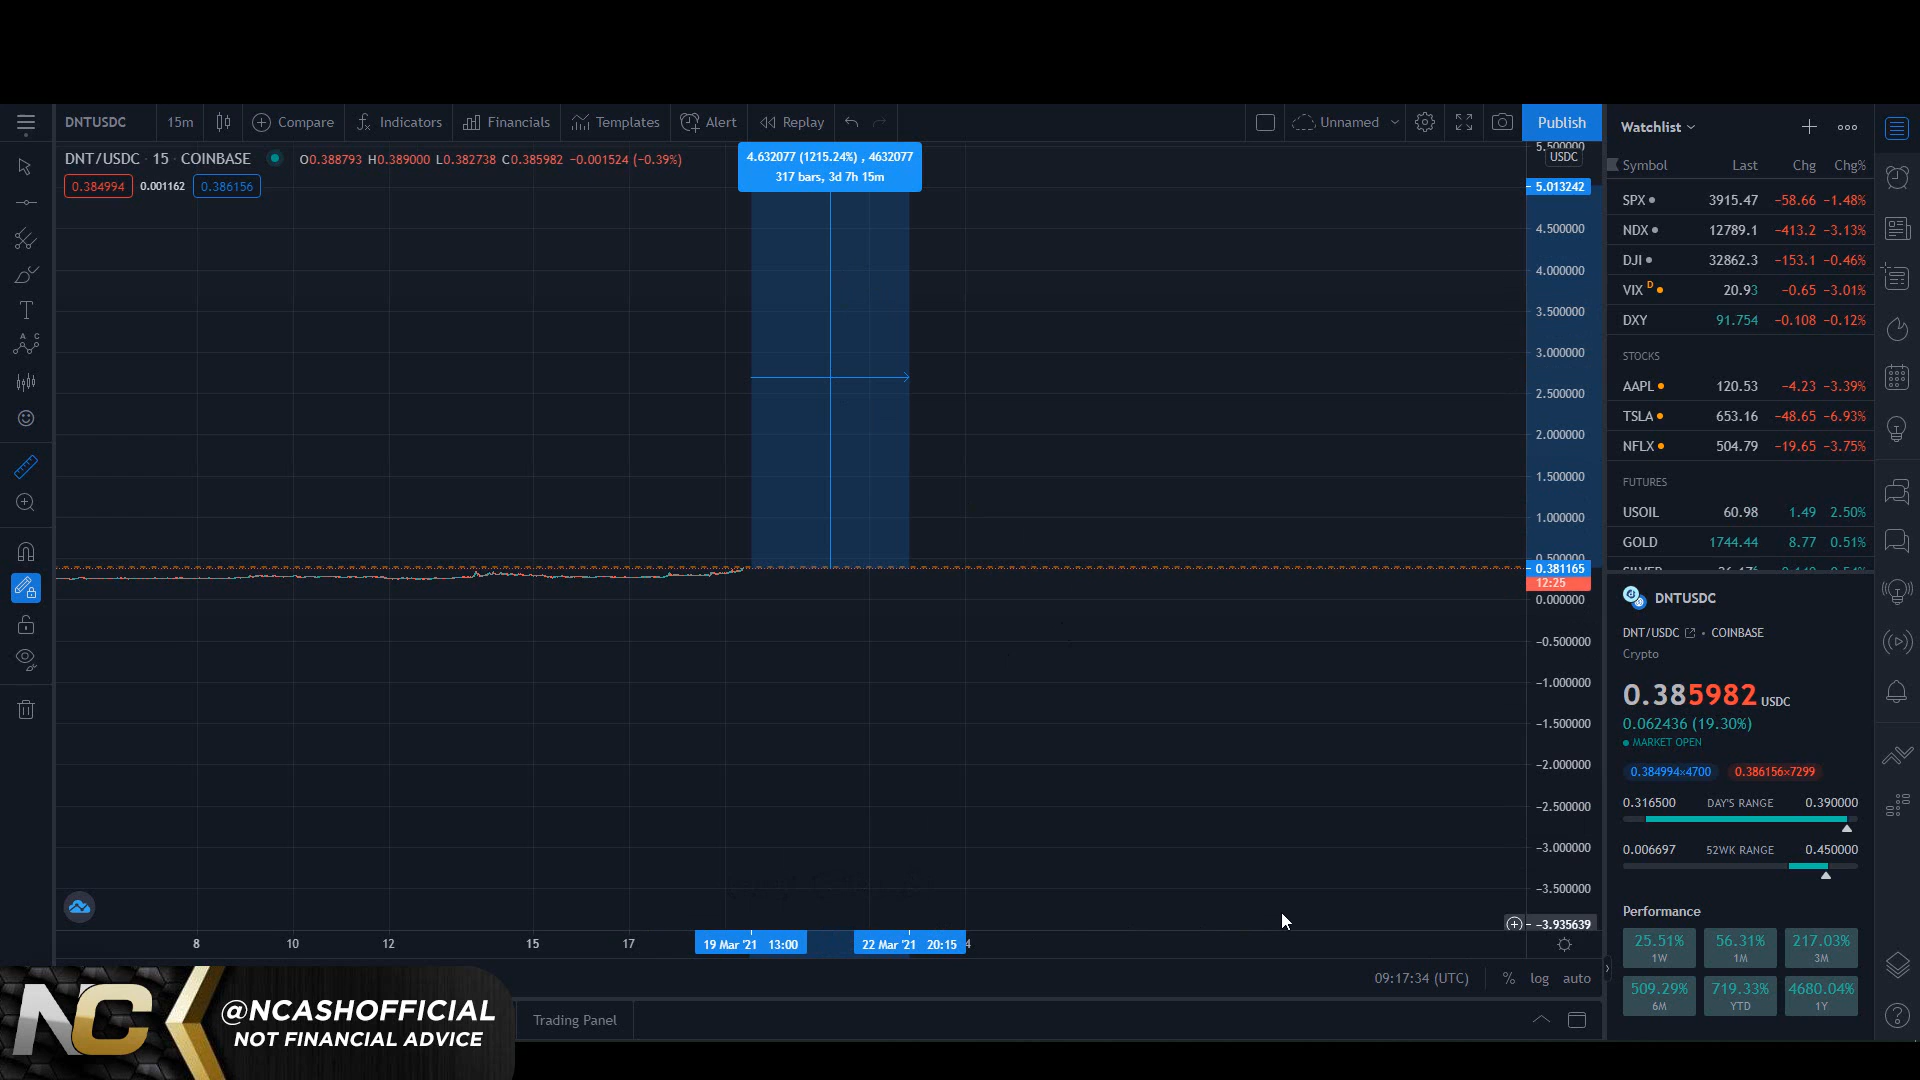 DNTUSDC
15m
Compare
Indicators
Financials
Templates
Alert
Replay
Unnamed
Publish
DNT/USDC · 15 · COINBASE
O0.388793 H0.389000 L0.382738 C0.385982 −0.001524 (−0.39%)
0.384994 0.001162 0.386156
4.632077 (1215.24%) , 4632077
317 bars, 3d 7h 15m
5.500000
USDC
5.013242
4.500000
4.000000
3.500000
3.000000
2.500000
2.000000
1.500000
1.000000
0.500000
0.381165
12:25
0.000000
−0.500000
−1.000000
−1.500000
−2.000000
−2.500000
−3.000000
−3.500000
−3.935639
8 10 12 15 17 19 Mar '21 13:00 22 Mar '21 20:15 4
09:17:34 (UTC) % log auto
Trading Panel
Watchlist
Symbol Last Chg Chg%
SPX 3915.47 −58.66 −1.48%
NDX 12789.1 −413.2 −3.13%
DJI 32862.3 −153.1 −0.46%
VIX D 20.93 −0.65 −3.01%
DXY 91.754 −0.108 −0.12%
STOCKS
AAPL 120.53 −4.23 −3.39%
TSLA 653.16 −48.65 −6.93%
NFLX 504.79 −19.65 −3.75%
FUTURES
USOIL 60.98 1.49 2.50%
GOLD 1744.44 8.77 0.51%
DNTUSDC
DNT/USDC • COINBASE
Crypto
0.385982 USDC
0.062436 (19.30%)
MARKET OPEN
0.384994×4700 0.386156×7299
0.316500 DAY'S RANGE 0.390000
0.006697 52WK RANGE 0.450000
Performance
25.51% 56.31% 217.03%
1W 1M 3M
509.29% 719.33% 4680.04%
6M YTD 1Y
NC
@NCASHOFFICIAL
NOT FINANCIAL ADVICE